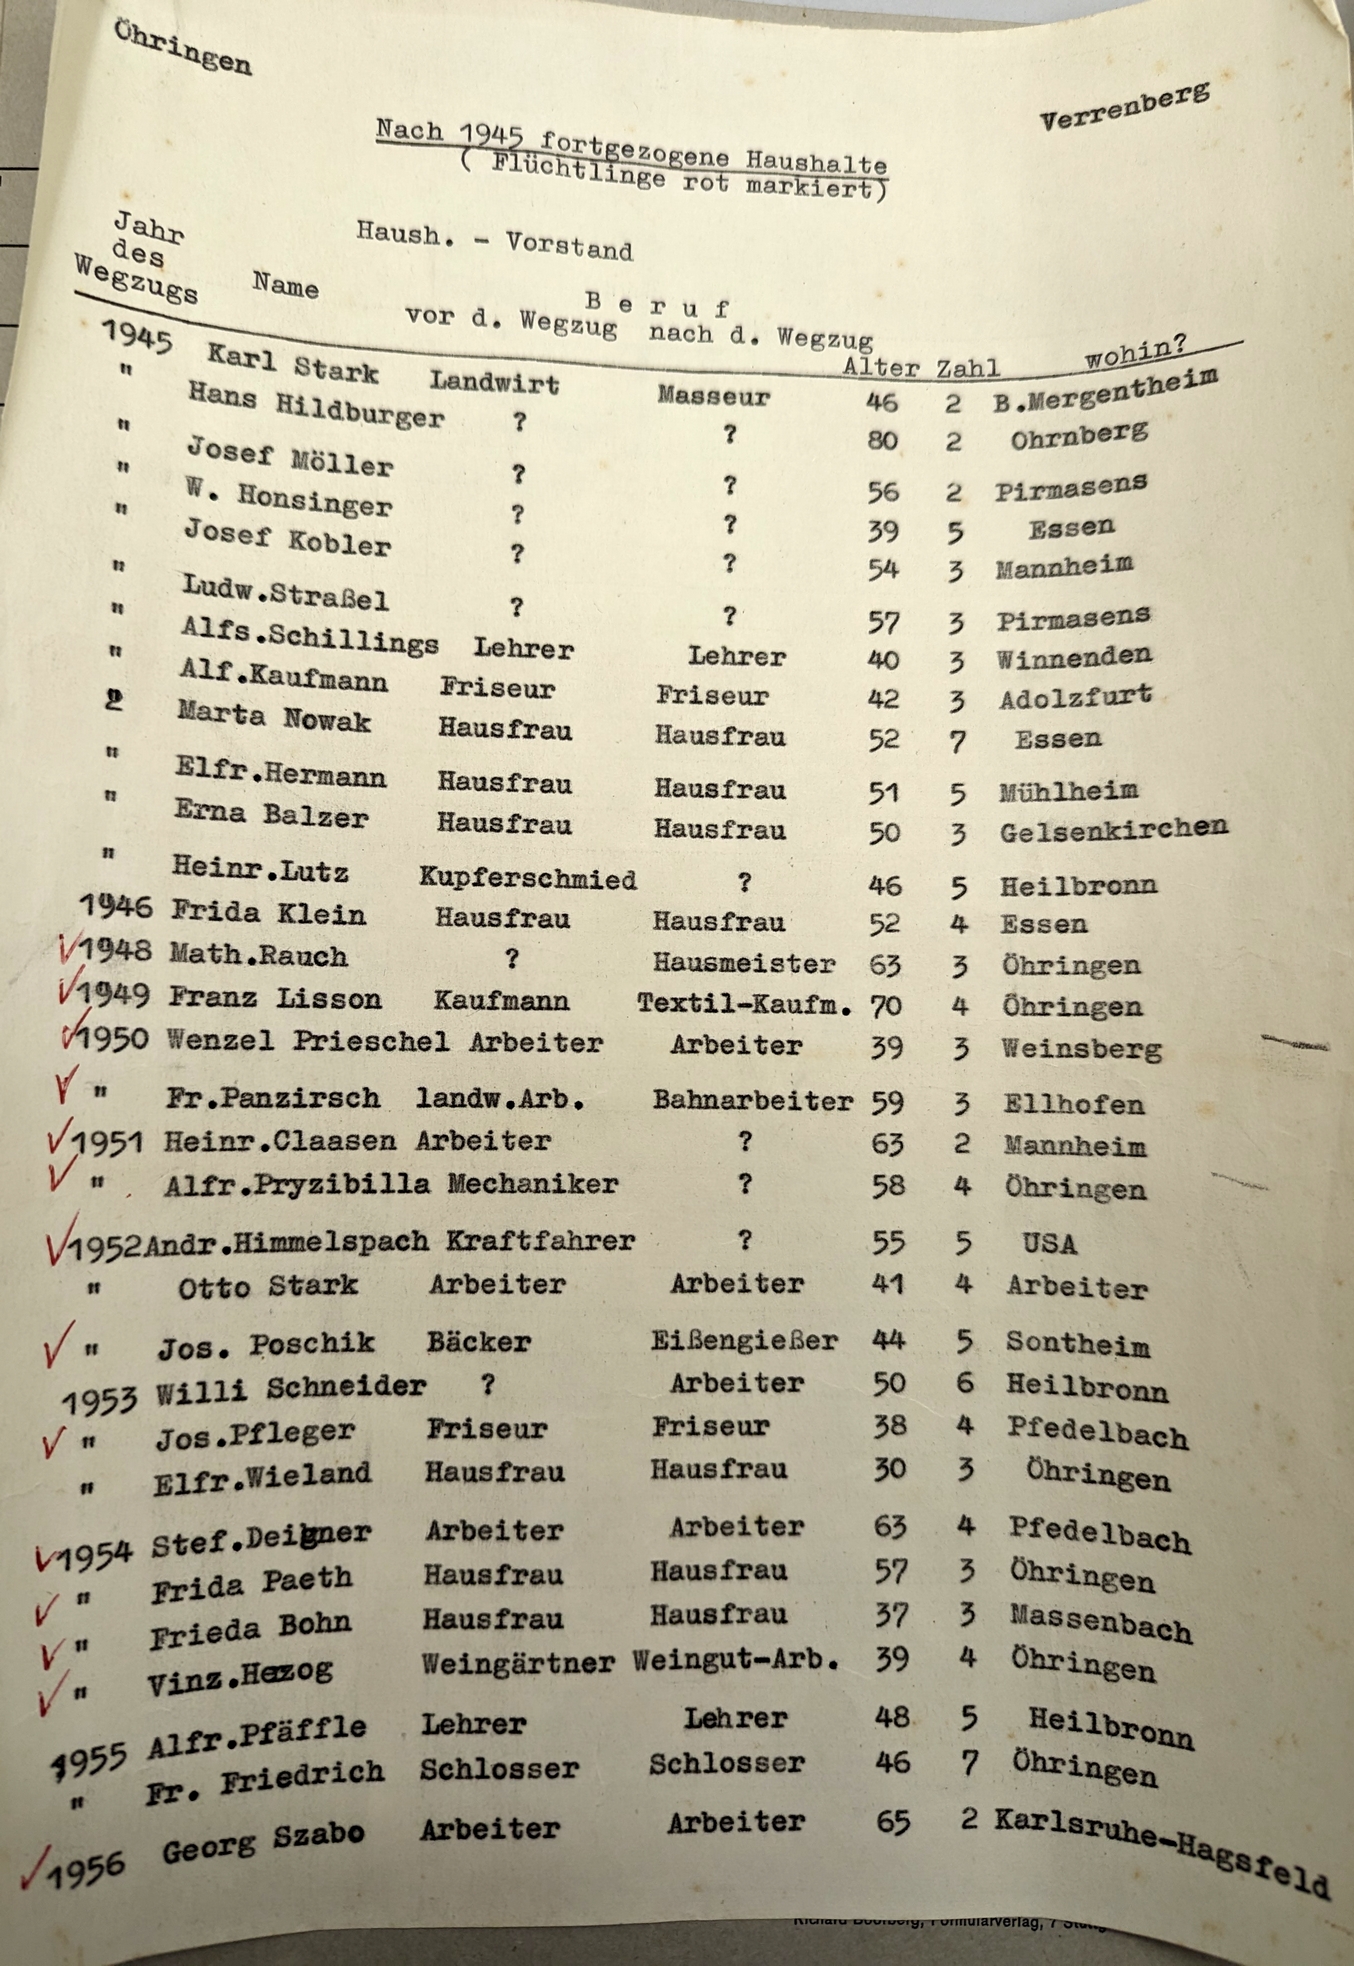 Öhringen
Verrenberg
Nach 1945 fortgezogene Haushalte
( Flüchtlinge rot markiert)
Jahr des Wegzugs Name Haush. - Vorstand
B e r u f
vor d. Wegzug nach d. Wegzug Alter Zahl wohin?
1945 Karl Stark Landwirt Masseur 46 2 B.Mergentheim
" Hans Hildburger ? ? 80 2 Ohrnberg
" Josef Möller ? ? 56 2 Pirmasens
" W. Honsinger ? ? 39 5 Essen
" Josef Kobler ? ? 54 3 Mannheim
" Ludw.Straßel ? ? 57 3 Pirmasens
" Alfs.Schillings Lehrer Lehrer 40 3 Winnenden
" Alf.Kaufmann Friseur Friseur 42 3 Adolzfurt
2 Marta Nowak Hausfrau Hausfrau 52 7 Essen
" Elfr.Hermann Hausfrau Hausfrau 51 5 Mühlheim
" Erna Balzer Hausfrau Hausfrau 50 3 Gelsenkirchen
" Heinr.Lutz Kupferschmied ? 46 5 Heilbronn
1946 Frida Klein Hausfrau Hausfrau 52 4 Essen
✓1948 Math.Rauch ? Hausmeister 63 3 Öhringen
✓1949 Franz Lisson Kaufmann Textil-Kaufm. 70 4 Öhringen
✓1950 Wenzel Prieschel Arbeiter Arbeiter 39 3 Weinsberg
✓ " Fr.Panzirsch landw.Arb. Bahnarbeiter 59 3 Ellhofen
✓1951 Heinr.Claasen Arbeiter ? 63 2 Mannheim
✓ " Alfr.Pryzibilla Mechaniker ? 58 4 Öhringen
✓1952 Andr.Himmelspach Kraftfahrer ? 55 5 USA
" Otto Stark Arbeiter Arbeiter 41 4 Arbeiter
✓ " Jos. Poschik Bäcker Eißengießer 44 5 Sontheim
1953 Willi Schneider ? Arbeiter 50 6 Heilbronn
✓ " Jos.Pfleger Friseur Friseur 38 4 Pfedelbach
" Elfr.Wieland Hausfrau Hausfrau 30 3 Öhringen
✓1954 Stef. Arbeiter Arbeiter 63 4 Pfedelbach
✓ " Frida Paeth Hausfrau Hausfrau 57 3 Öhringen
✓ " Frieda Bohn Hausfrau Hausfrau 37 3 Massenbach
✓ " Vinz.Hezog Weingärtner Weingut-Arb. 39 4 Öhringen
1955 Alfr.Pfäffle Lehrer Lehrer 48 5 Heilbronn
" Fr. Friedrich Schlosser Schlosser 46 7 Öhringen
✓1956 Georg Szabo Arbeiter Arbeiter 65 2 Karlsruhe-Hagsfeld